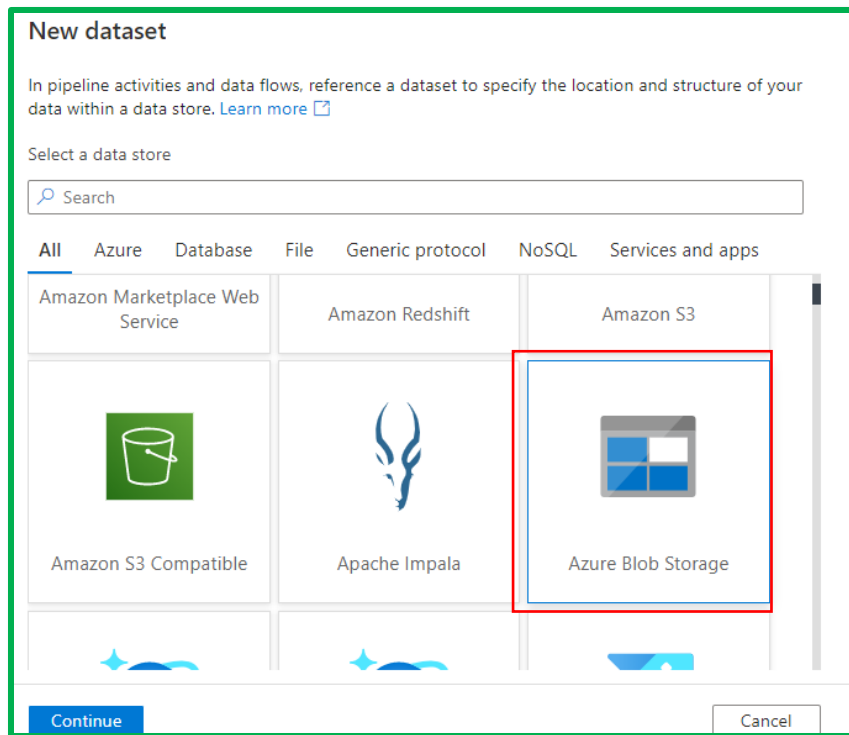 New dataset
In pipeline activities and data flows, reference a dataset to specify the location and structure of your
data within a data store. Learn more
Select a data store
Search
All Azure Database File Generic protocol NoSQL Services and apps
Amazon Marketplace Web
Service
Amazon Redshift
Amazon S3
Amazon S3 Compatible
Apache Impala
Azure Blob Storage
Continue
Cancel